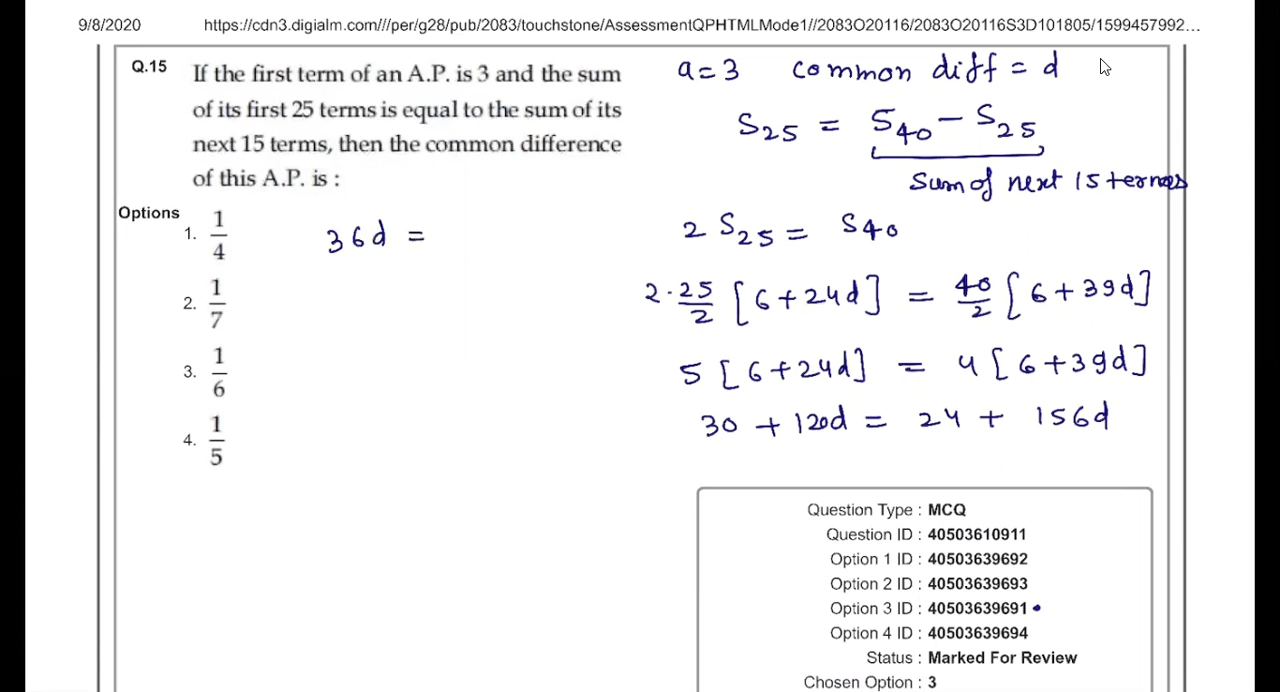 9/8/2020 https://cdn3.digialm.com///per/g28/pub/2083/touchstone/AssessmentQPHTMLMode1//2083O20116/2083O20116S3D101805/1599457992…
Q.15 If the first term of an A.P. is 3 and the sum
of its first 25 terms is equal to the sum of its
next 15 terms, then the common difference
of this A.P. is :
Options
1. 1/4
2. 1/7
3. 1/6
4. 1/5
36d =
a = 3 common diff = d
S25 = S40 - S25
Sum of next 15 terms
2 S25 = S40
2 · 25/2 [6 + 24d] = 40/2 [6 + 39d]
5 [6 + 24d] = 4 [6 + 39d]
30 + 120d = 24 + 156d
Question Type : MCQ
Question ID : 40503610911
Option 1 ID : 40503639692
Option 2 ID : 40503639693
Option 3 ID : 40503639691
Option 4 ID : 40503639694
Status : Marked For Review
Chosen Option : 3